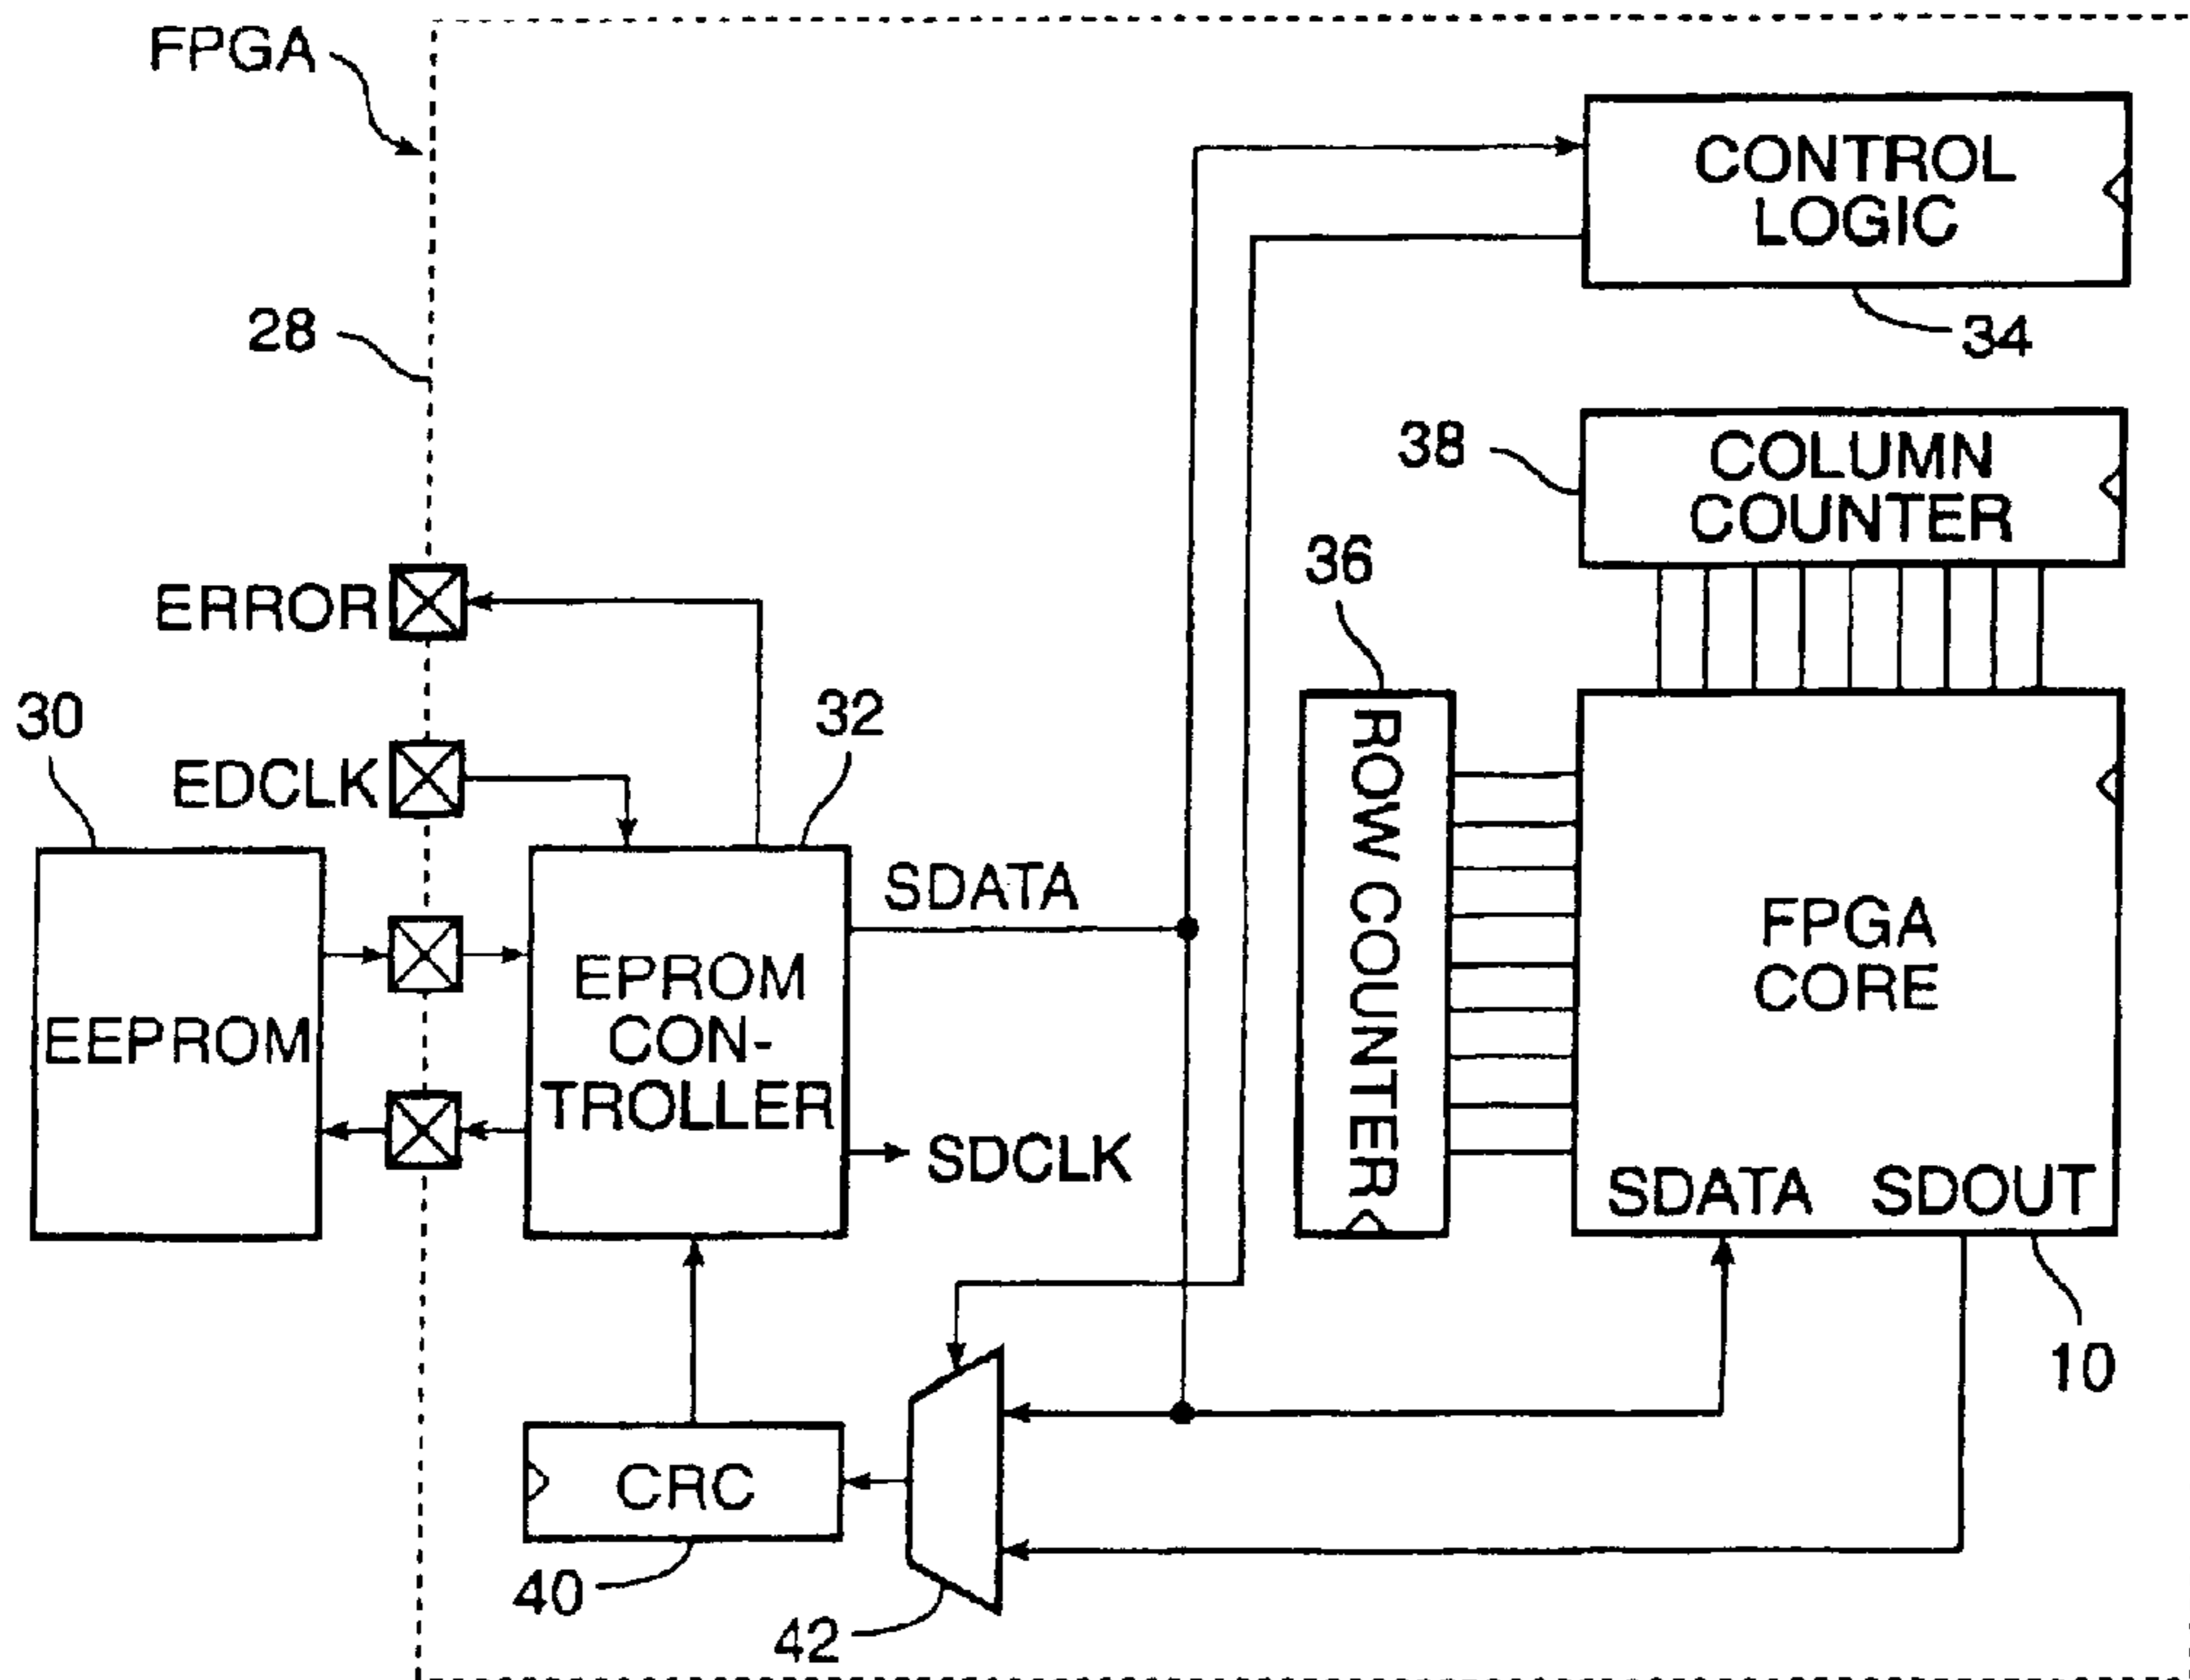 FPGA
28
CONTROL
LOGIC
34
38
COLUMN
COUNTER
36
ERROR
30
EDCLK
32
ROW COUNTER
SDATA
FPGA
CORE
EEPROM
EPROM
CON-
TROLLER
SDCLK
SDATA SDOUT
10
CRC
40
42